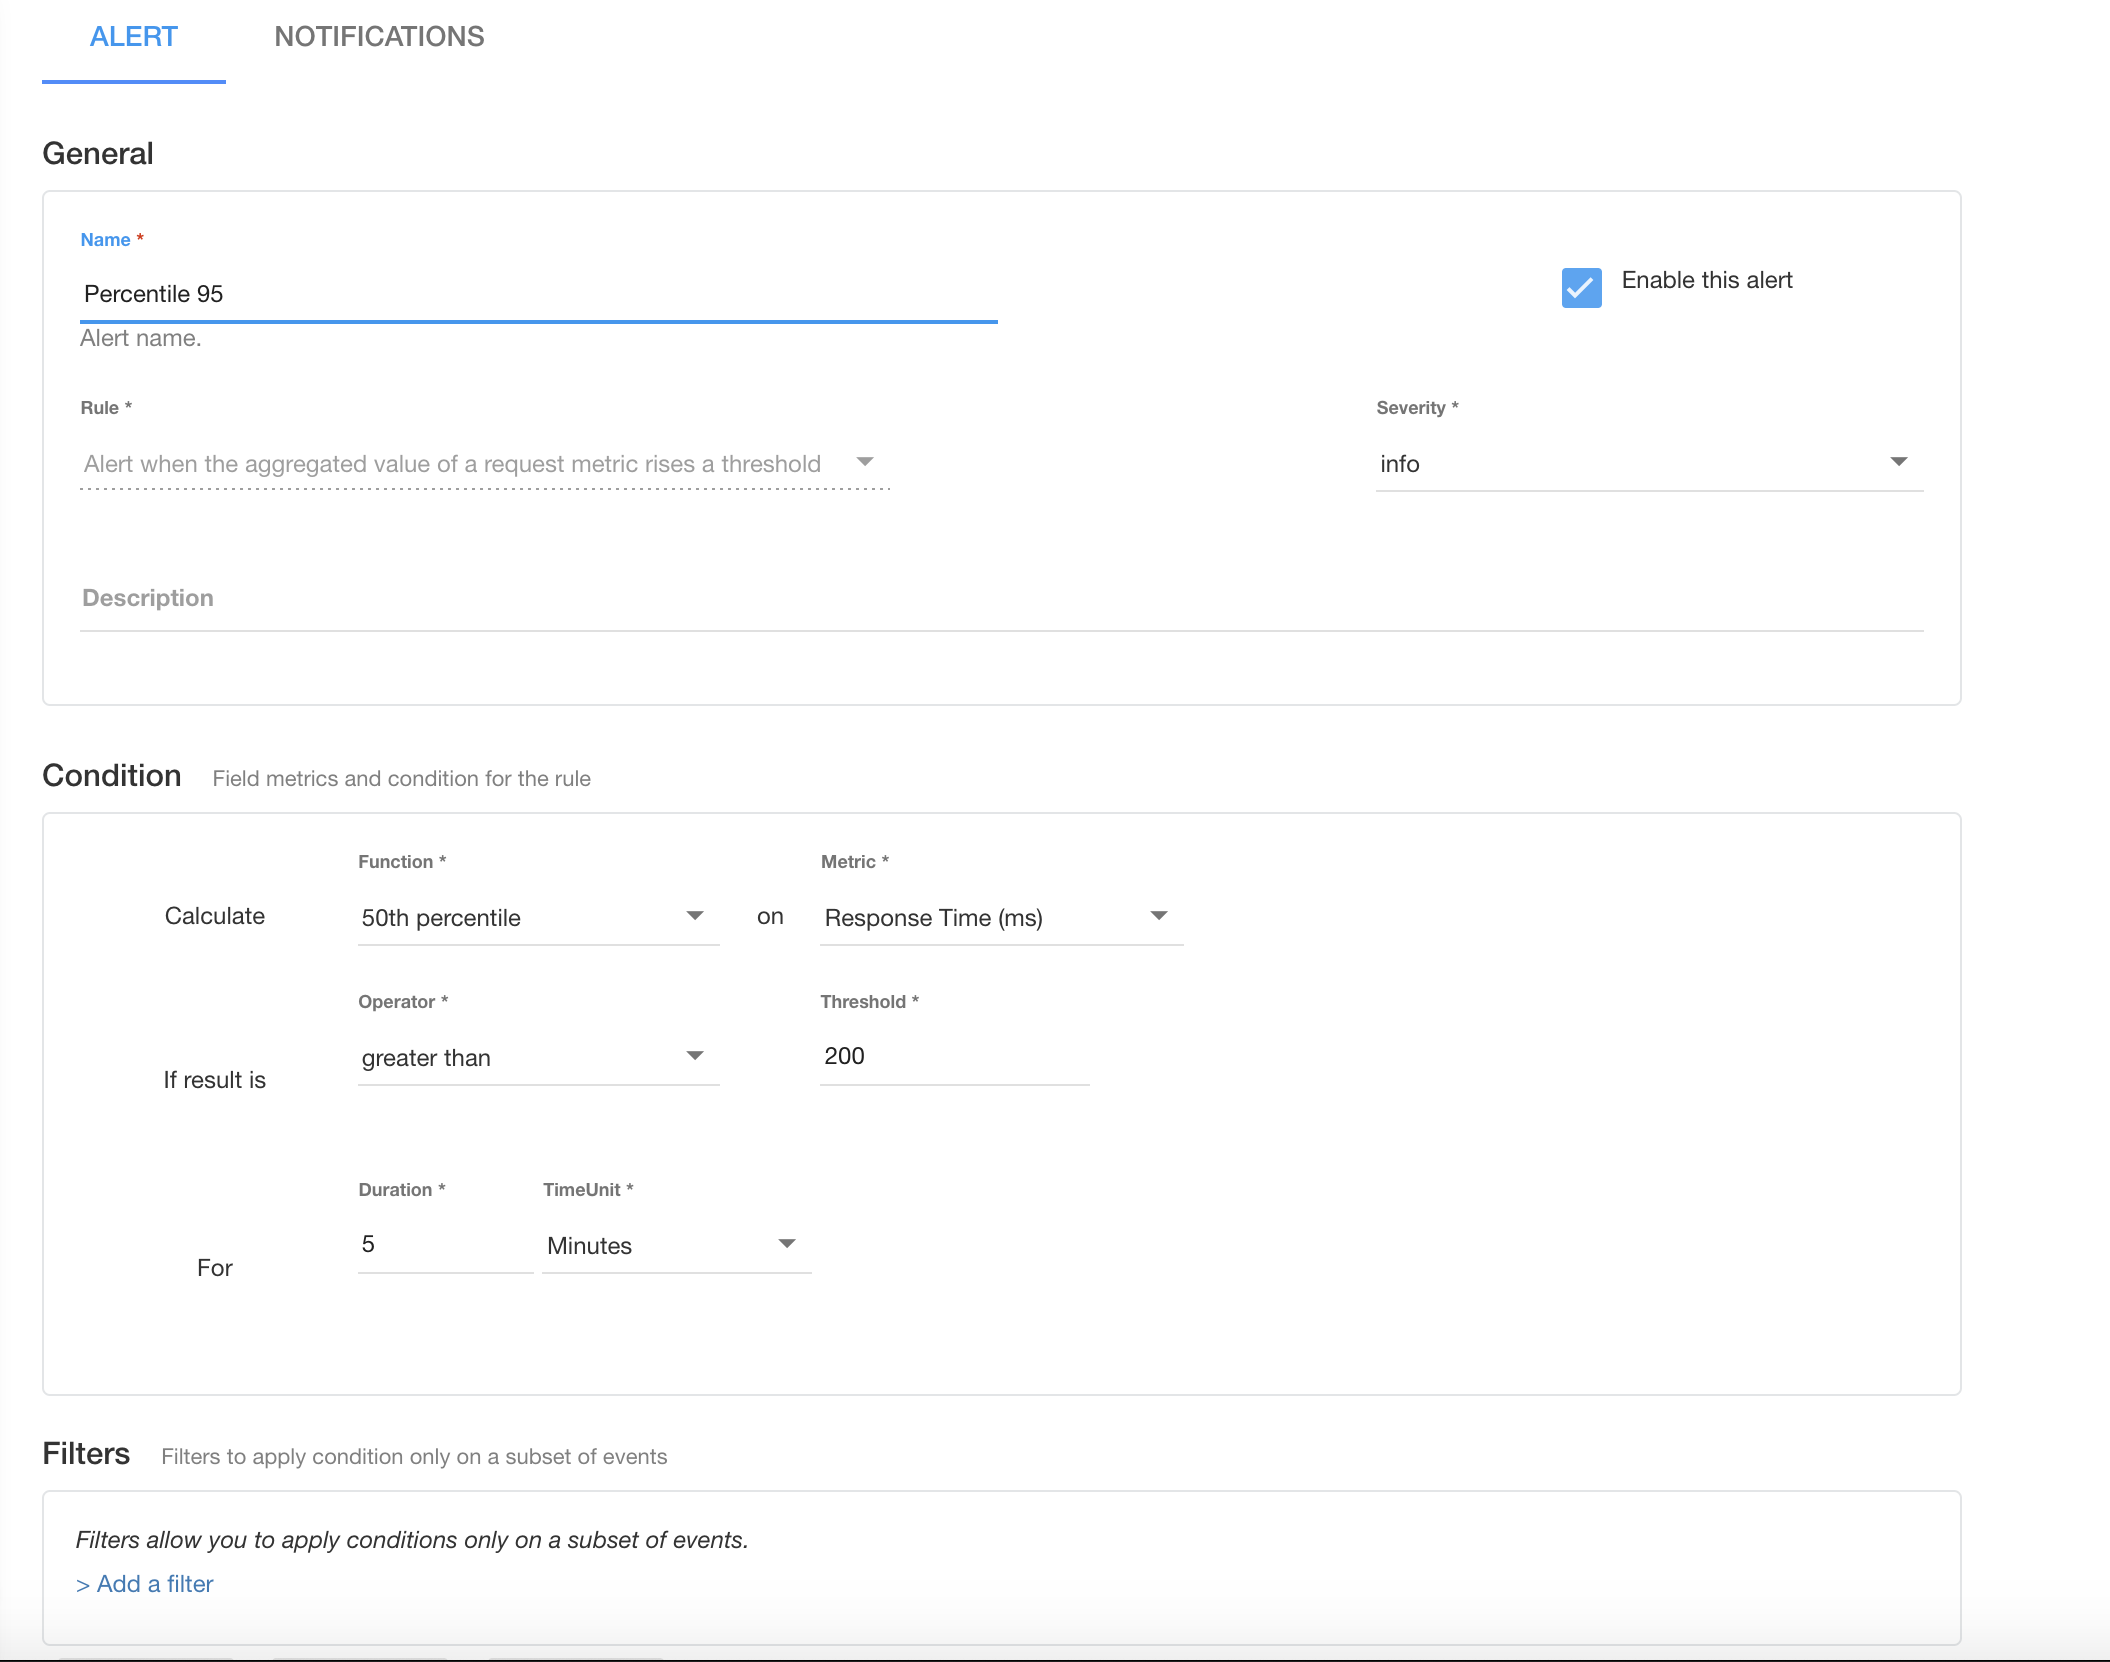 ALERT NOTIFICATIONS
General
Name *
Percentile 95
Enable this alert
Alert name.
Rule * Severity *
Alert when the aggregated value of a request metric rises a threshold info
Description
Condition Field metrics and condition for the rule
Function * Metric *
Calculate 50th percentile on Response Time (ms)
Operator * Threshold *
greater than 200
If result is
Duration * TimeUnit *
5 Minutes
For
Filters Filters to apply condition only on a subset of events
Filters allow you to apply conditions only on a subset of events.
> Add a filter